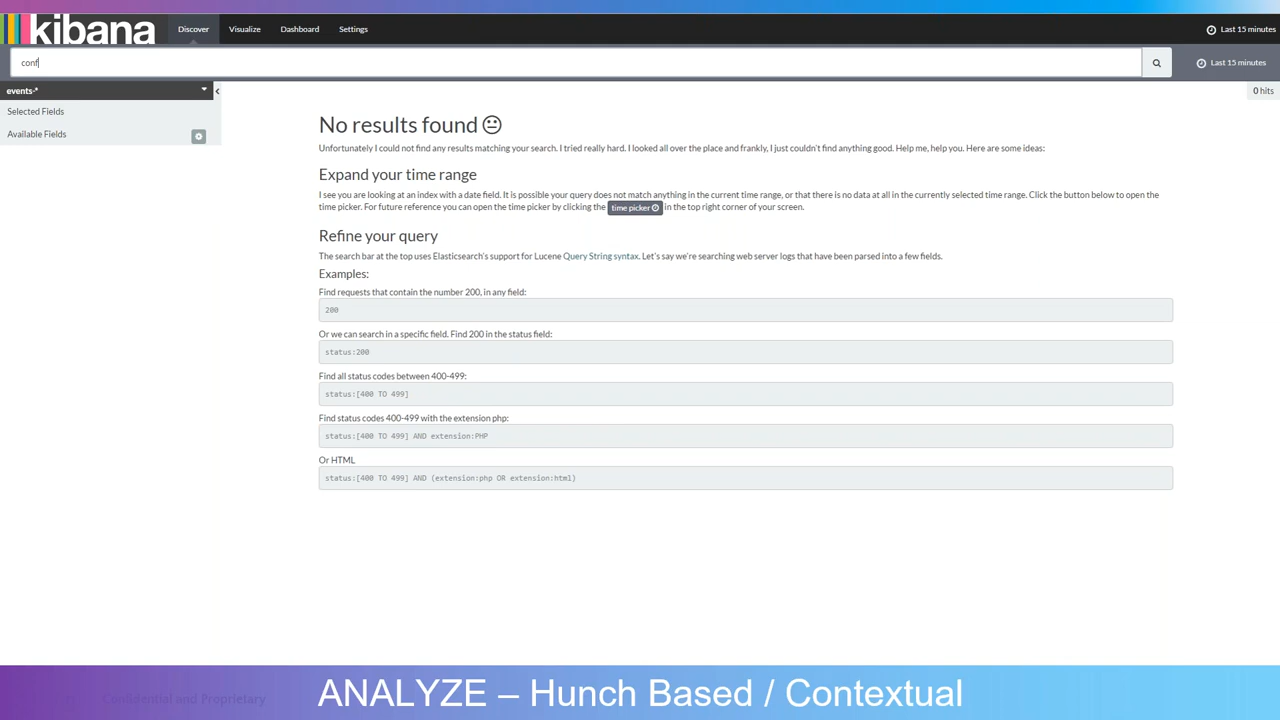 kibana
Discover
Visualize
Dashboard
Settings
Last 15 minutes
conf
Last 15 minutes
events-*
0 hits
Selected Fields
Available Fields
No results found
Unfortunately I could not find any results matching your search. I tried really hard. I looked all over the place and frankly, I just couldn't find anything good. Help me, help you. Here are some ideas:
Expand your time range
I see you are looking at an index with a date field. It is possible your query does not match anything in the current time range, or that there is no data at all in the currently selected time range. Click the button below to open the
time picker. For future reference you can open the time picker by clicking the time picker in the top right corner of your screen.
Refine your query
The search bar at the top uses Elasticsearch's support for Lucene Query String syntax. Let's say we're searching web server logs that have been parsed into a few fields.
Examples:
Find requests that contain the number 200, in any field:
200
Or we can search in a specific field. Find 200 in the status field:
status:200
Find all status codes between 400-499:
status:[400 TO 499]
Find status codes 400-499 with the extension php:
status:[400 TO 499] AND extension:PHP
Or HTML
status:[400 TO 499] AND (extension:php OR extension:html)
Confidential and Proprietary
ANALYZE – Hunch Based / Contextual